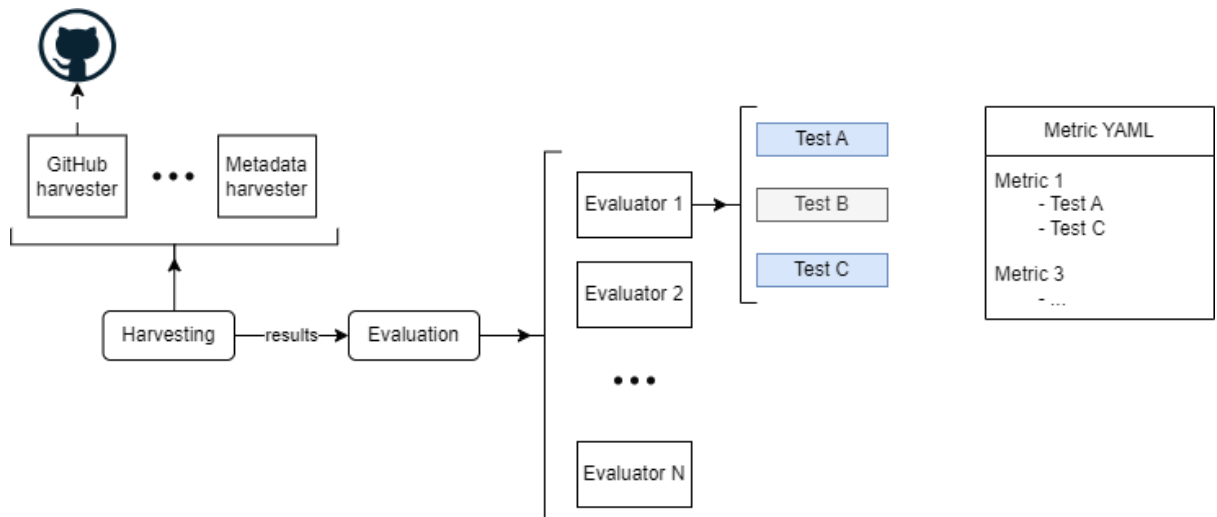 GitHub
harvester
Metadata
harvester
Harvesting
results
Evaluation
Evaluator 1
Evaluator 2
Evaluator N
Test A
Test B
Test C
Metric YAML
Metric 1
- Test A
- Test C
Metric 3
- ...